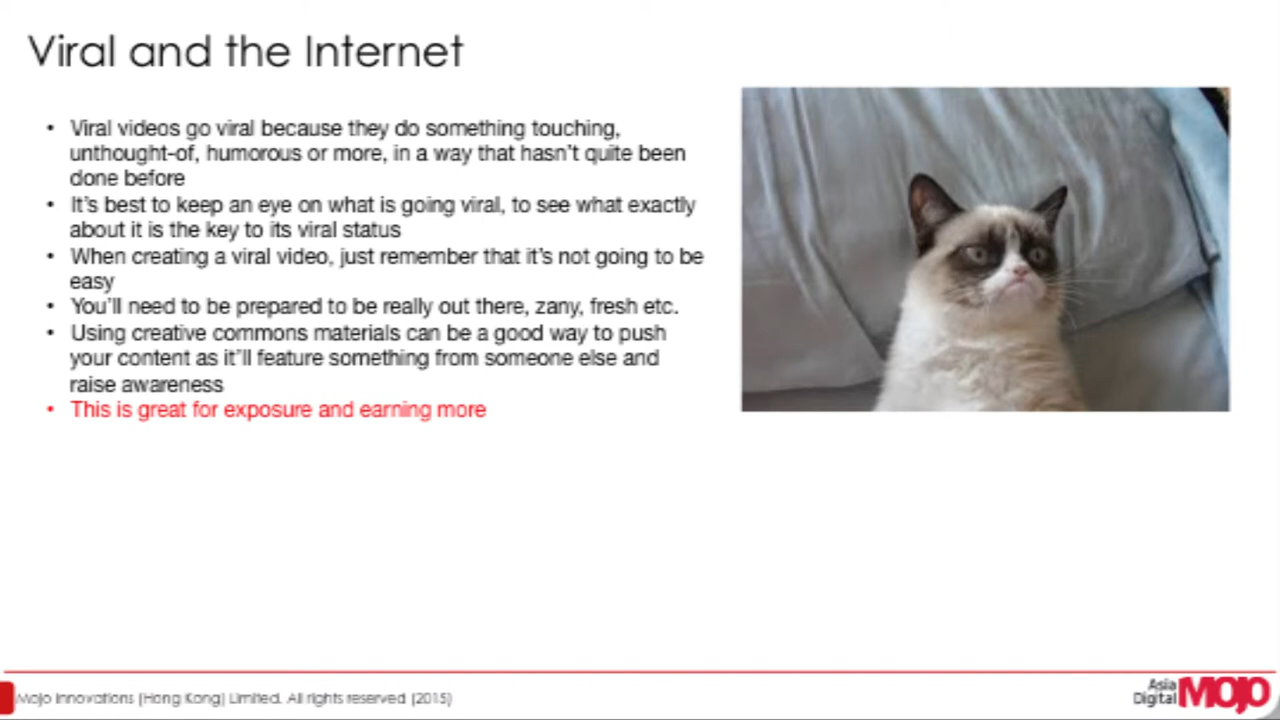 Viral and the Internet
• Viral videos go viral because they do something touching,
unthought-of, humorous or more, in a way that hasn't quite been
done before
• It's best to keep an eye on what is going viral, to see what exactly
about it is the key to its viral status
• When creating a viral video, just remember that it's not going to be
easy
• You'll need to be prepared to be really out there, zany, fresh etc.
• Using creative commons materials can be a good way to push
your content as it'll feature something from someone else and
raise awareness
• This is great for exposure and earning more
Mojo Innovations (Hong Kong) Limited. All rights reserved (2015)
Asia
Digital MOJO